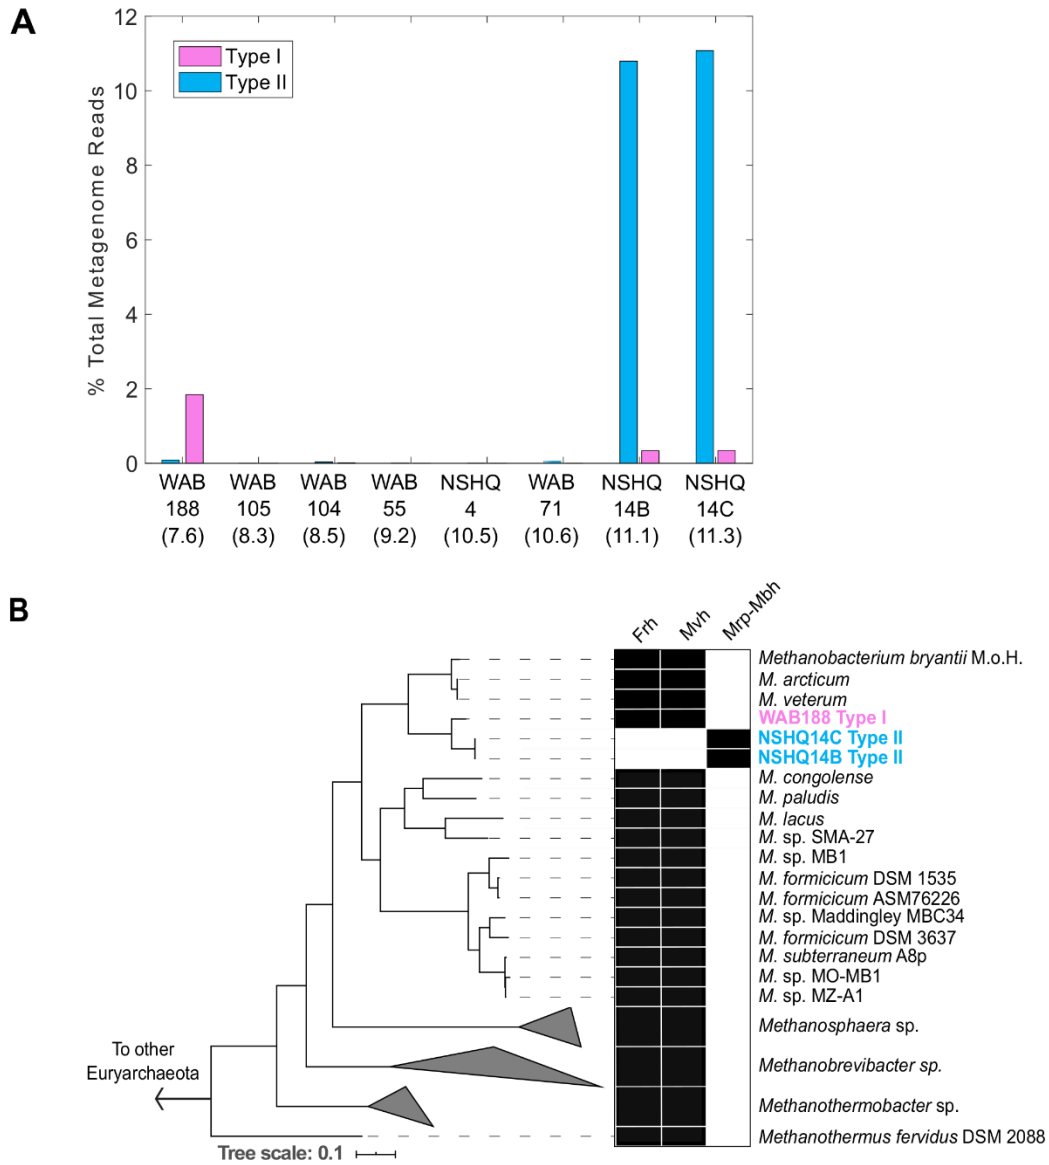 A
12
10
8
6
4
2
0
% Total Metagenome Reads
Type I
Type II
WAB 188 (7.6)
WAB 105 (8.3)
WAB 104 (8.5)
WAB 55 (9.2)
NSHQ 4 (10.5)
WAB 71 (10.6)
NSHQ 14B (11.1)
NSHQ 14C (11.3)
B
Frh
Mvh
Mrp-Mbh
Methanobacterium bryantii M.o.H.
M. arcticum
M. veterum
WAB188 Type I
NSHQ14C Type II
NSHQ14B Type II
M. congolense
M. paludis
M. lacus
M. sp. SMA-27
M. sp. MB1
M. formicicum DSM 1535
M. formicicum ASM76226
M. sp. Maddingley MBC34
M. formicicum DSM 3637
M. subterraneum A8p
M. sp. MO-MB1
M. sp. MZ-A1
Methanosphaera sp.
Methanobrevibacter sp.
Methanothermobacter sp.
Methanothermus fervidus DSM 2088
To other
Euryarchaeota
Tree scale: 0.1